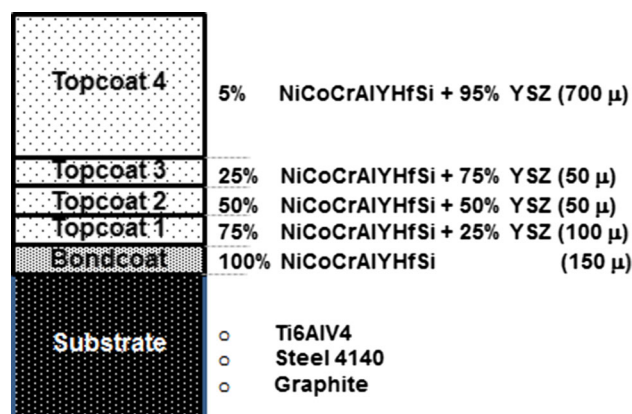 Topcoat 4
5% NiCoCrAlYHfSi + 95% YSZ (700 μ)
Topcoat 3
25% NiCoCrAlYHfSi + 75% YSZ (50 μ)
Topcoat 2
50% NiCoCrAlYHfSi + 50% YSZ (50 μ)
Topcoat 1
75% NiCoCrAlYHfSi + 25% YSZ (100 μ)
Bondcoat
100% NiCoCrAlYHfSi (150 μ)
Substrate
o Ti6AlV4
o Steel 4140
o Graphite